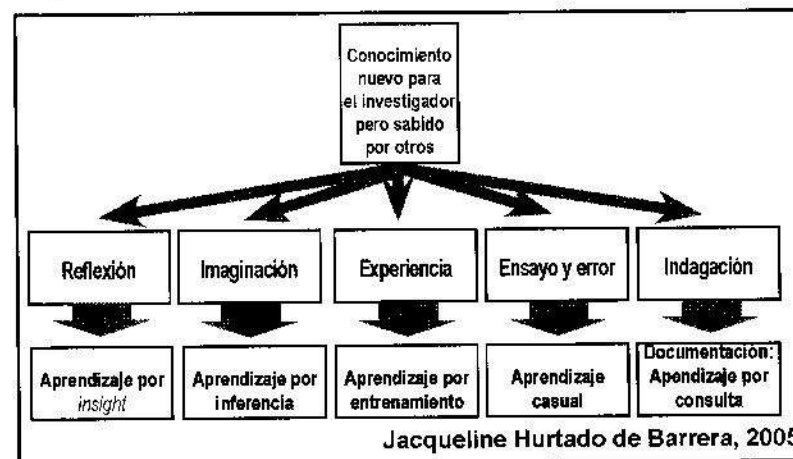 Conocimiento
nuevo para
el investigador
pero sabido
por otros
Reflexión
Imaginación
Experiencia
Ensayo y error
Indagación
Aprendizaje por
insight
Aprendizaje por
inferencia
Aprendizaje por
entrenamiento
Aprendizaje
casual
Documentación:
Apendizaje por
consulta
Jacqueline Hurtado de Barrera, 2005